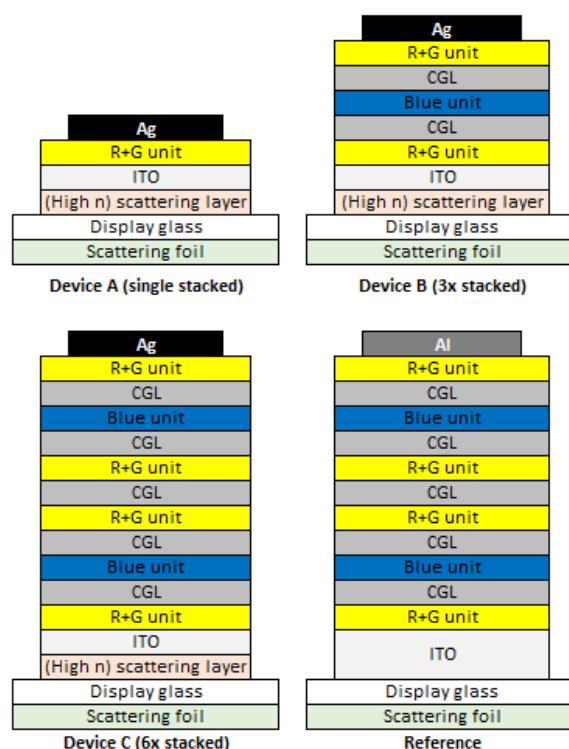 Ag
R+G unit
ITO
(High n) scattering layer
Display glass
Scattering foil
Device A (single stacked)
Ag
R+G unit
CGL
Blue unit
CGL
R+G unit
ITO
(High n) scattering layer
Display glass
Scattering foil
Device B (3x stacked)
Ag
R+G unit
CGL
Blue unit
CGL
R+G unit
CGL
R+G unit
CGL
Blue unit
CGL
R+G unit
ITO
(High n) scattering layer
Display glass
Scattering foil
Device C (6x stacked)
Al
R+G unit
CGL
Blue unit
CGL
R+G unit
CGL
R+G unit
CGL
Blue unit
CGL
R+G unit
ITO
Display glass
Scattering foil
Reference